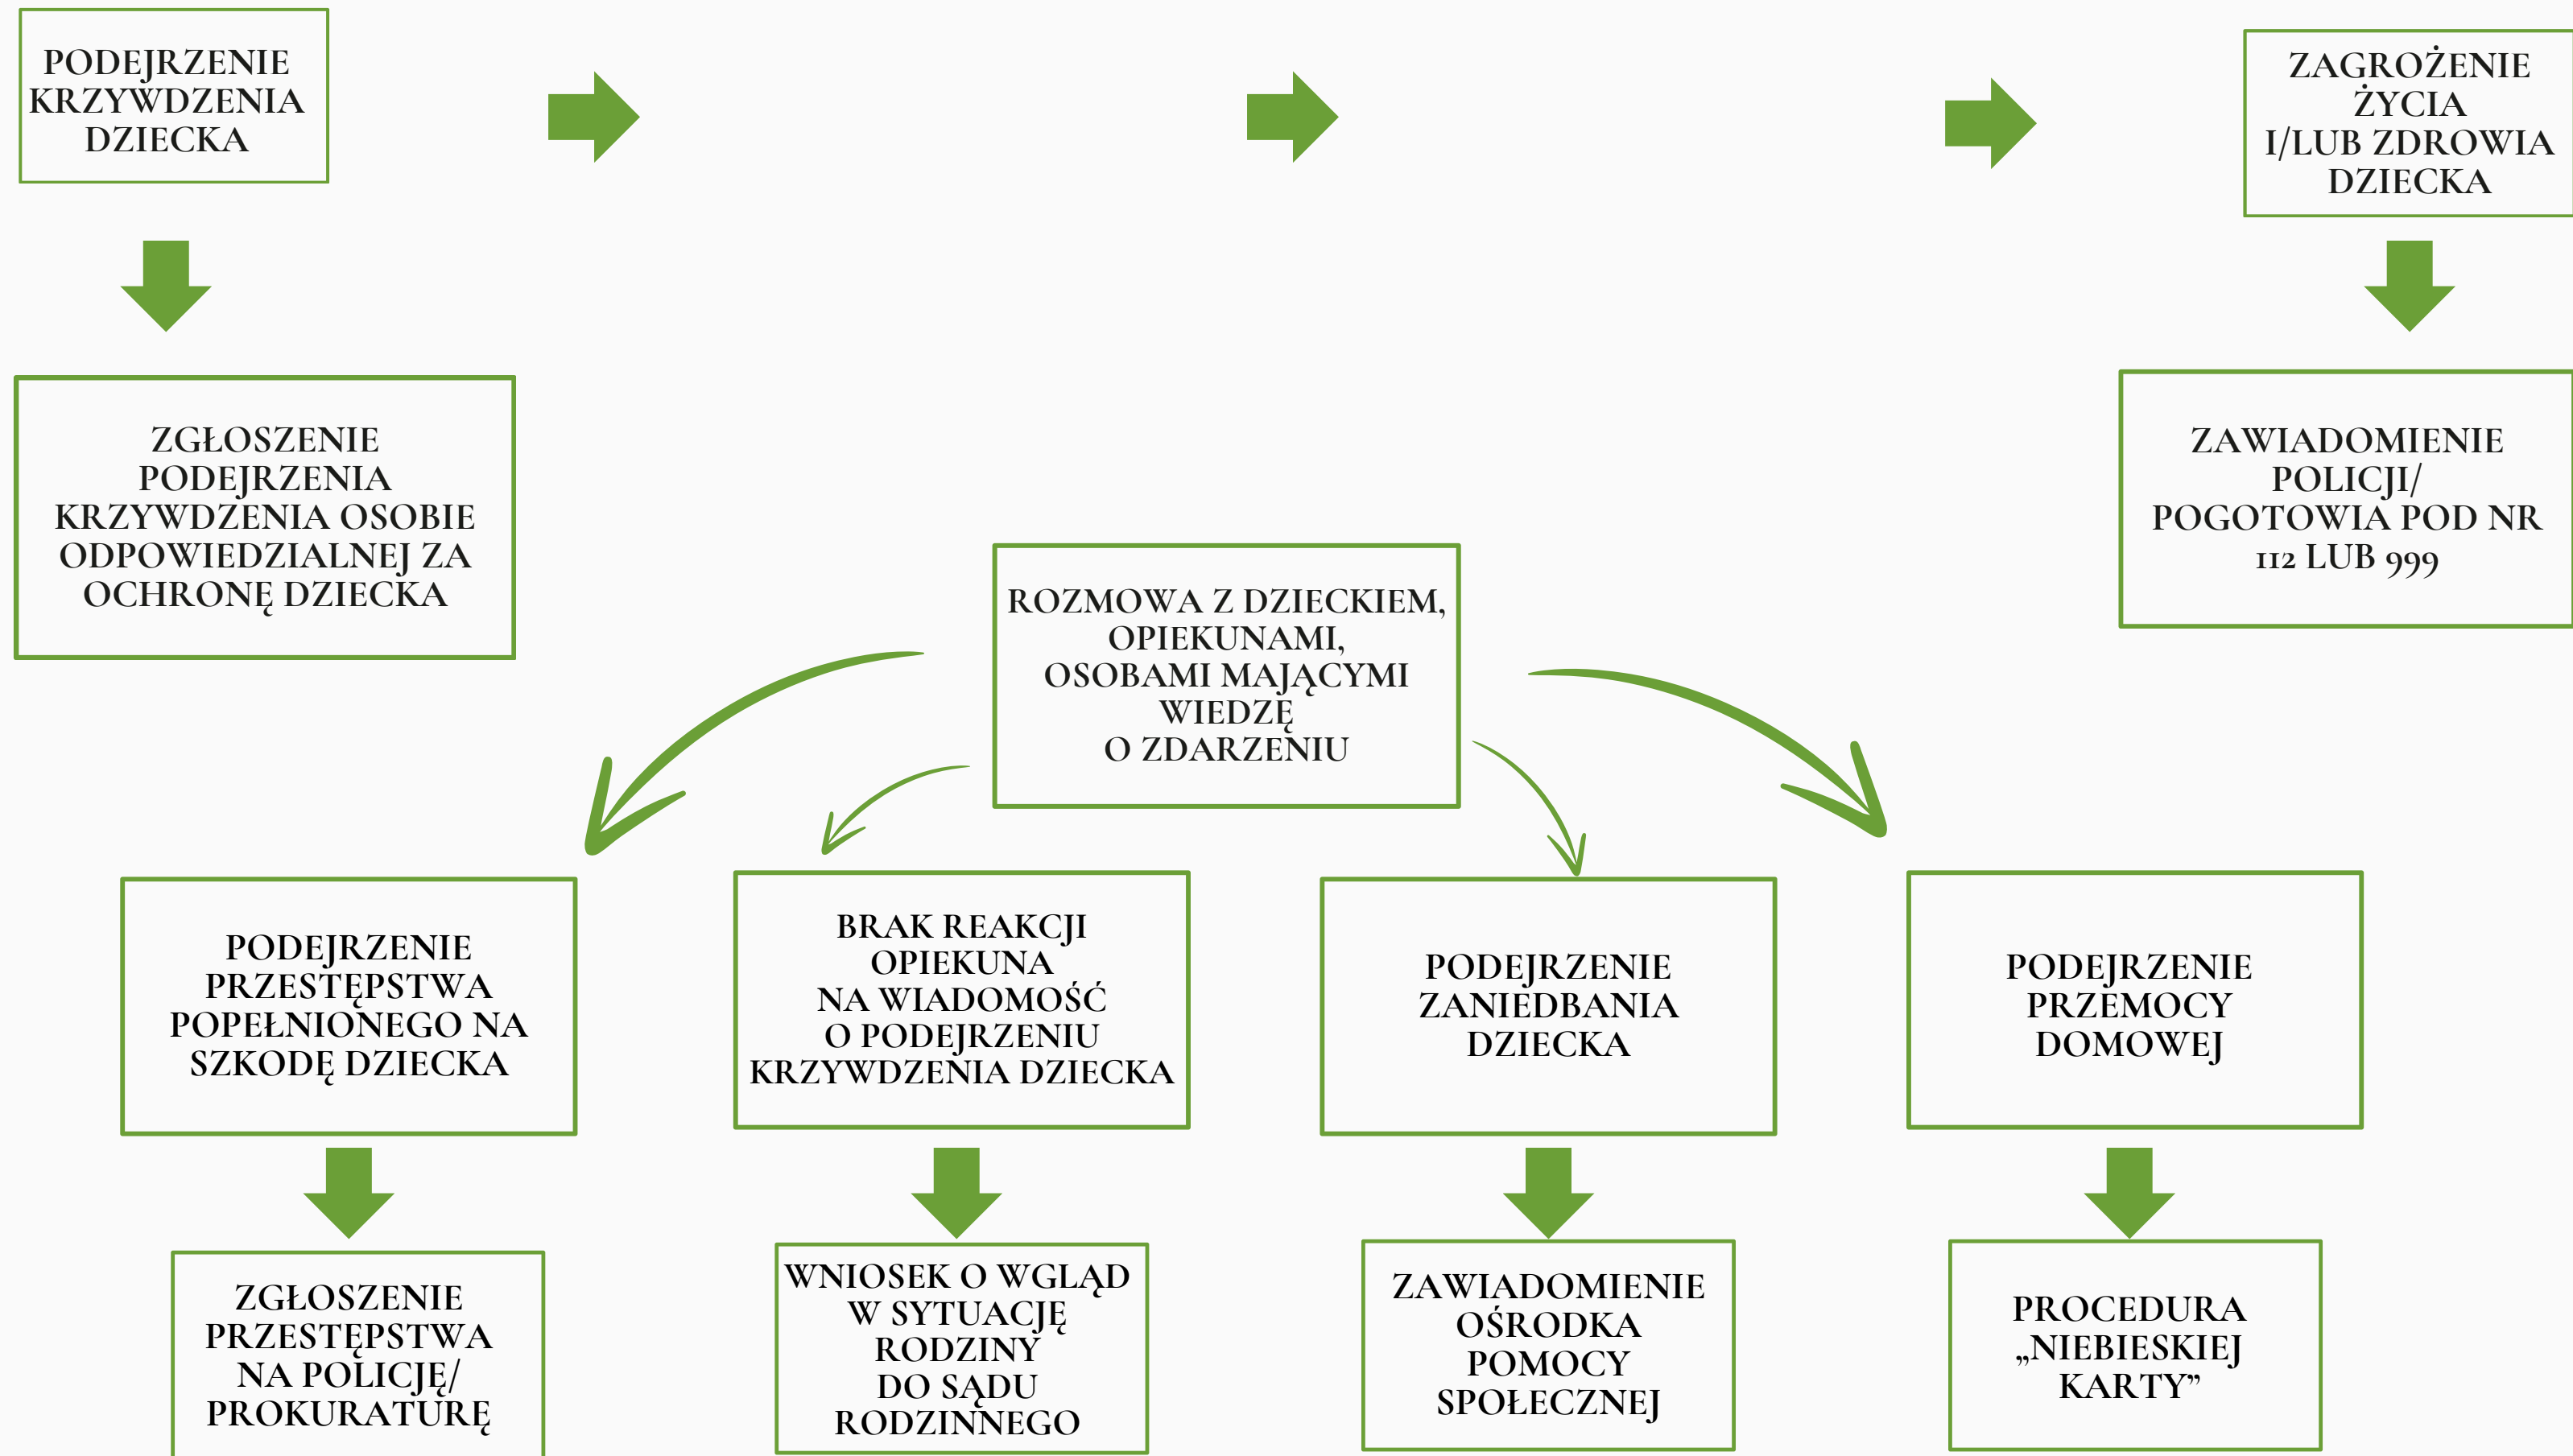 PODEJRZENIE
KRZYWDZENIA
DZIECKA
ZAGROŻENIE
ŻYCIA
I/LUB ZDROWIA
DZIECKA
ZGŁOSZENIE
PODEJRZENIA
KRZYWDZENIA OSOBIE
ODPOWIEDZIALNEJ ZA
OCHRONĘ DZIECKA
ZAWIADOMIENIE
POLICJI/
POGOTOWIA POD NR
112 LUB 999
ROZMOWA Z DZIECKIEM,
OPIEKUNAMI,
OSOBAMI MAJĄCYMI
WIEDZĘ
O ZDARZENIU
PODEJRZENIE
PRZESTĘPSTWA
POPEŁNIONEGO NA
SZKODĘ DZIECKA
BRAK REAKCJI
OPIEKUNA
NA WIADOMOŚĆ
O PODEJRZENIU
KRZYWDZENIA DZIECKA
PODEJRZENIE
ZANIEDBANIA
DZIECKA
PODEJRZENIE
PRZEMOCY
DOMOWEJ
ZGŁOSZENIE
PRZESTĘPSTWA
NA POLICJĘ/
PROKURATURĘ
WNIOSEK O WGLĄD
W SYTUACJĘ
RODZINY
DO SĄDU
RODZINNEGO
ZAWIADOMIENIE
OŚRODKA
POMOCY
SPOŁECZNEJ
PROCEDURA
„NIEBIESKIEJ
KARTY”